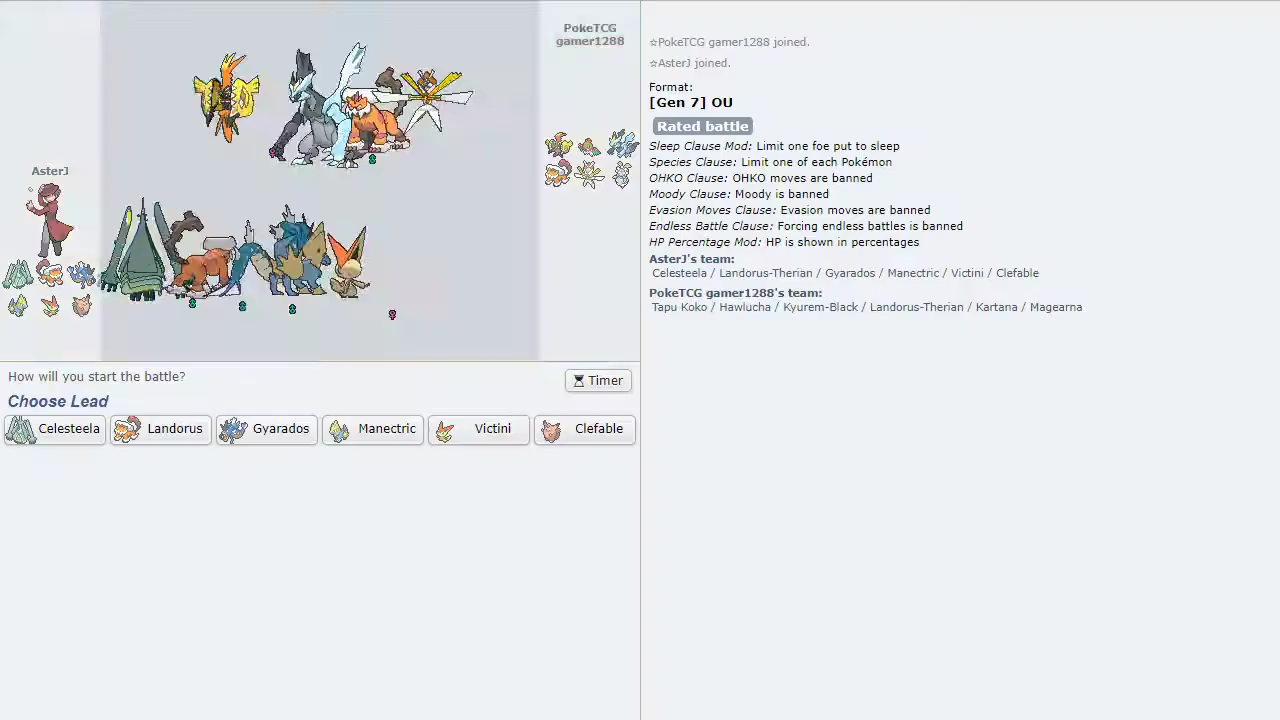 PokeTCG
gamer1288
AsterJ
How will you start the battle?
Timer
Choose Lead
Celesteela
Landorus
Gyarados
Manectric
Victini
Clefable
☆PokeTCG gamer1288 joined.
☆AsterJ joined.
Format:
[Gen 7] OU
Rated battle
Sleep Clause Mod: Limit one foe put to sleep
Species Clause: Limit one of each Pokémon
OHKO Clause: OHKO moves are banned
Moody Clause: Moody is banned
Evasion Moves Clause: Evasion moves are banned
Endless Battle Clause: Forcing endless battles is banned
HP Percentage Mod: HP is shown in percentages
AsterJ's team:
Celesteela / Landorus-Therian / Gyarados / Manectric / Victini / Clefable
PokeTCG gamer1288's team:
Tapu Koko / Hawlucha / Kyurem-Black / Landorus-Therian / Kartana / Magearna